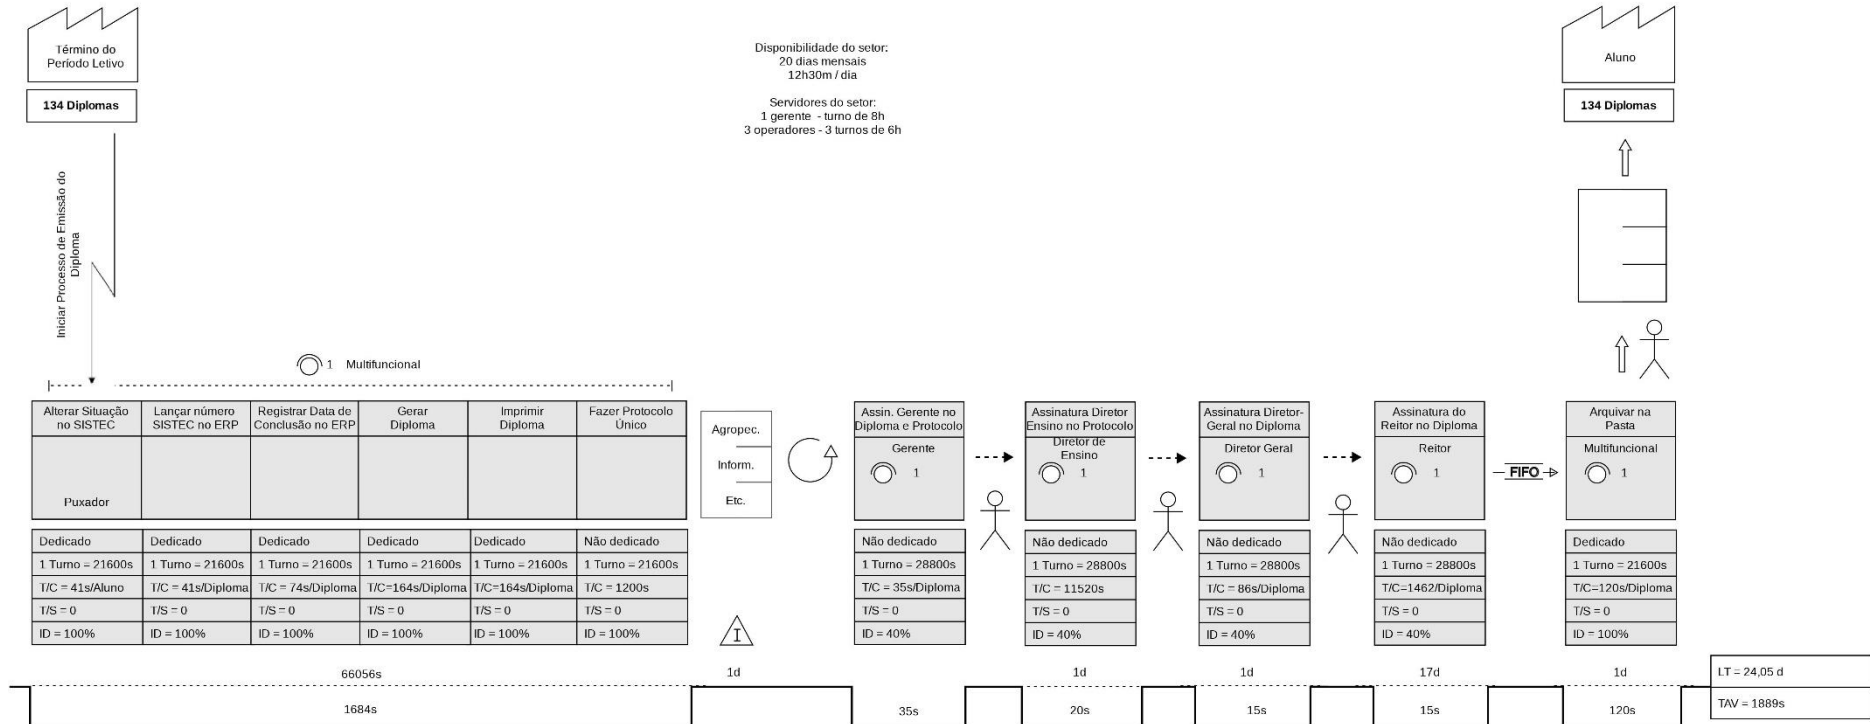 Término do
Período Letivo
134 Diplomas
Disponibilidade do setor:
20 dias mensais
12h30m / dia
Servidores do setor:
1 gerente - turno de 8h
3 operadores - 3 turnos de 6h
Aluno
134 Diplomas
Iniciar Processo de Emissão do
Diploma
1 Multifuncional
Alterar Situação
no SISTEC
Puxador
Dedicado
1 Turno = 21600s
T/C = 41s/Aluno
T/S = 0
ID = 100%
Lançar número
SISTEC no ERP
Dedicado
1 Turno = 21600s
T/C = 41s/Diploma
T/S = 0
ID = 100%
Registrar Data de
Conclusão no ERP
Dedicado
1 Turno = 21600s
T/C = 74s/Diploma
T/S = 0
ID = 100%
Gerar
Diploma
Dedicado
1 Turno = 21600s
T/C=164s/Diploma
T/S = 0
ID = 100%
Imprimir
Diploma
Dedicado
1 Turno = 21600s
T/C=164s/Diploma
T/S = 0
ID = 100%
Fazer Protocolo
Único
Não dedicado
1 Turno = 21600s
T/C = 1200s
T/S = 0
ID = 100%
Agropec.
Inform.
Etc.
I
Assin. Gerente no
Diploma e Protocolo
Gerente
1
Não dedicado
1 Turno = 28800s
T/C = 35s/Diploma
T/S = 0
ID = 40%
Assinatura Diretor
Ensino no Protocolo
Diretor de
Ensino
1
Não dedicado
1 Turno = 28800s
T/C = 11520s
T/S = 0
ID = 40%
Assinatura Diretor-
Geral no Diploma
Diretor Geral
1
Não dedicado
1 Turno = 28800s
T/C = 86s/Diploma
T/S = 0
ID = 40%
Assinatura do
Reitor no Diploma
Reitor
1
Não dedicado
1 Turno = 28800s
T/C=1462/Diploma
T/S = 0
ID = 40%
FIFO
Arquivar na
Pasta
Multifuncional
1
Dedicado
1 Turno = 21600s
T/C=120s/Diploma
T/S = 0
ID = 100%
66056s
1d
1d
1d
17d
1d
LT = 24,05 d
1684s
35s
20s
15s
15s
120s
TAV = 1889s